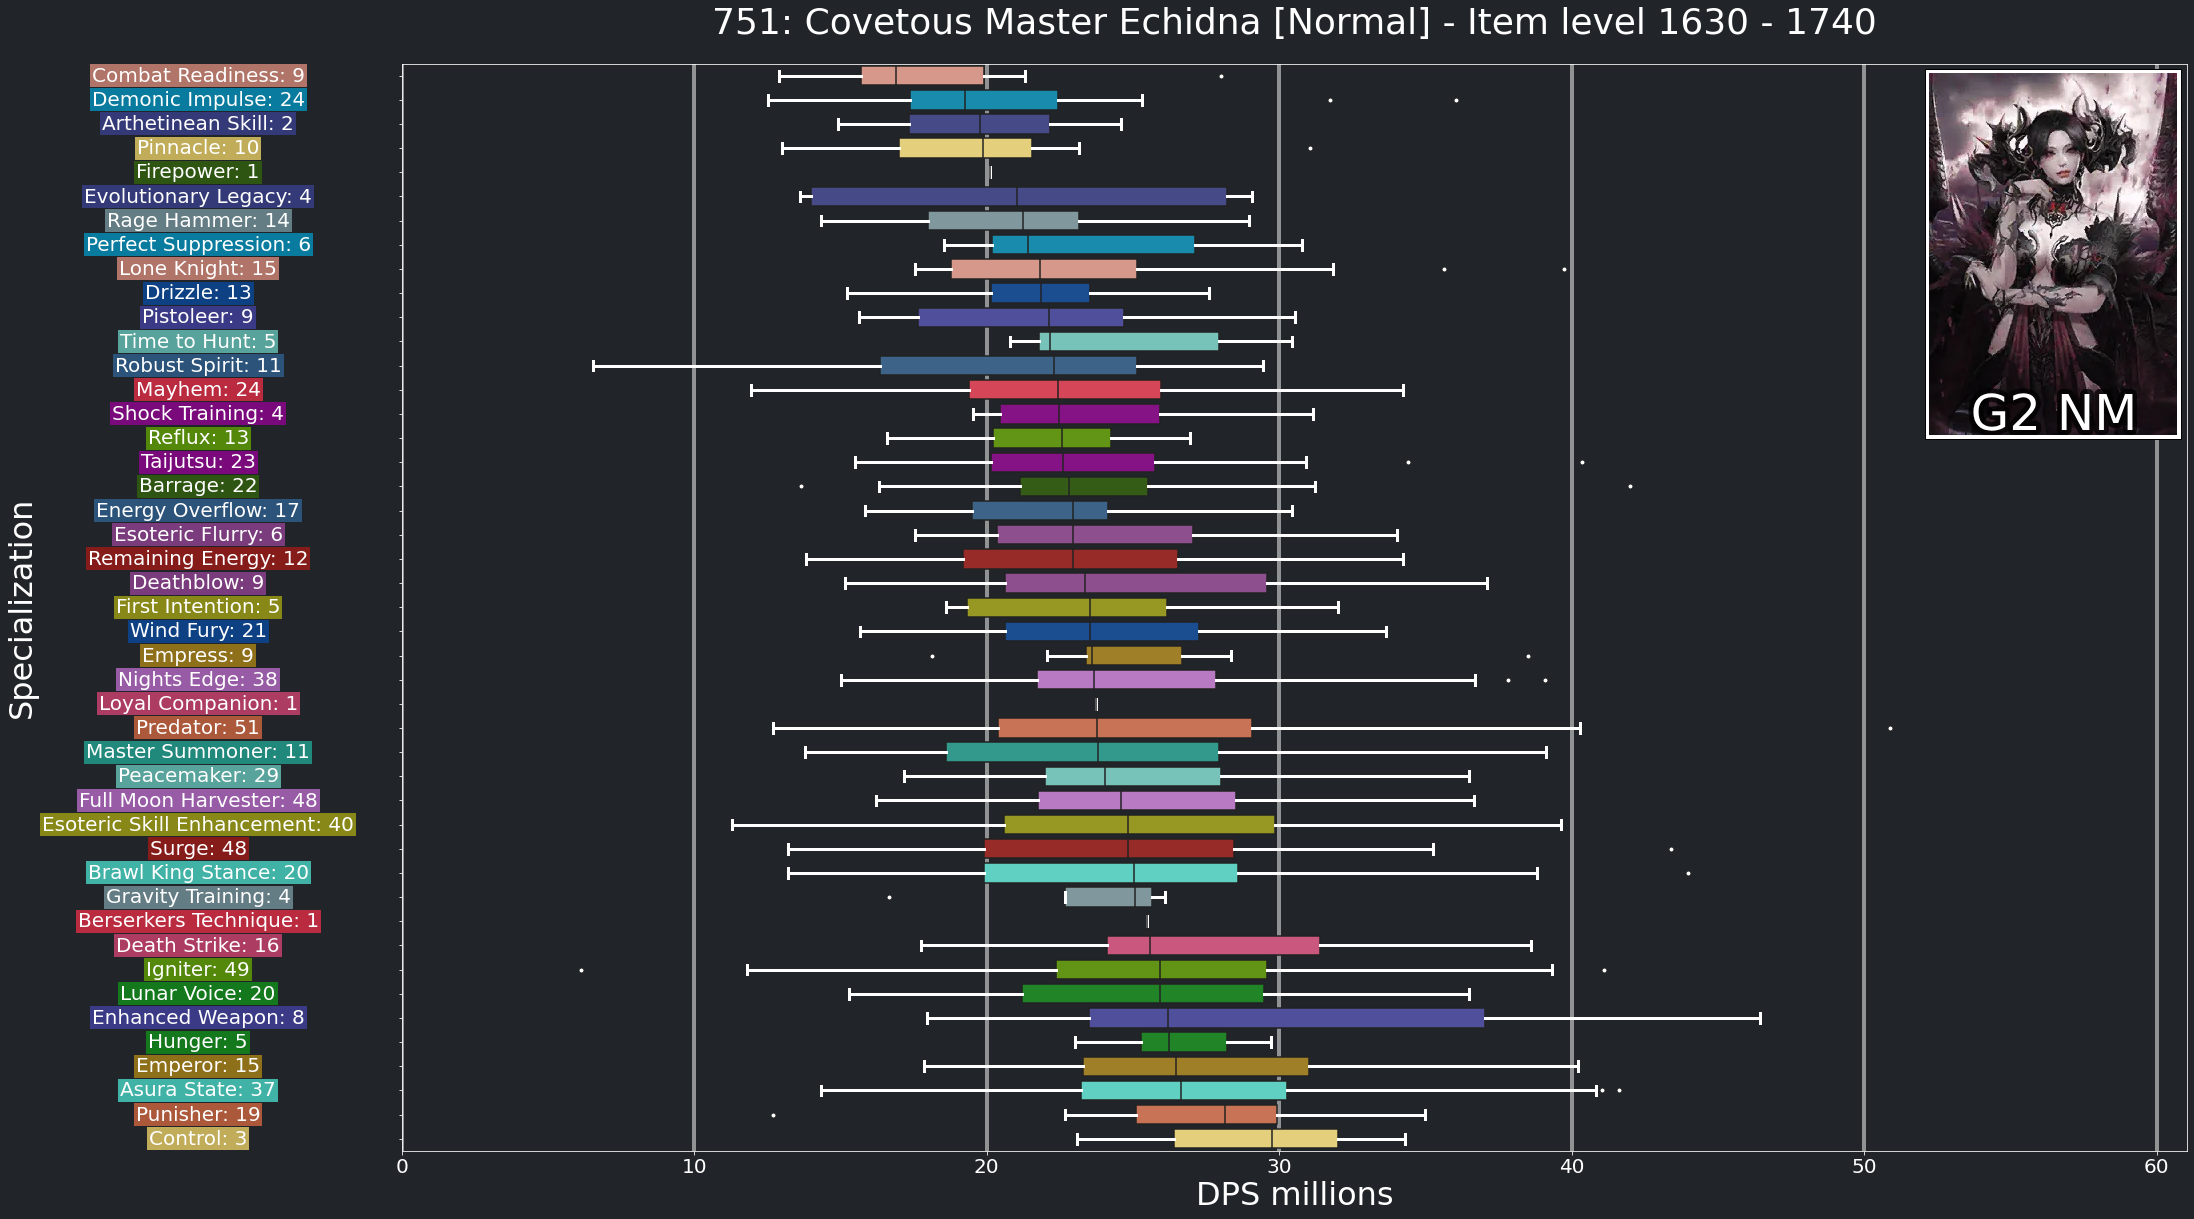 751: Covetous Master Echidna [Normal] - Item level 1630 - 1740
Combat Readiness: 9
Demonic Impulse: 24
Arthetinean Skill: 2
Pinnacle: 10
Firepower: 1
Evolutionary Legacy: 4
Rage Hammer: 14
Perfect Suppression: 6
Lone Knight: 15
Drizzle: 13
Pistoleer: 9
Time to Hunt: 5
Robust Spirit: 11
Mayhem: 24
Shock Training: 4
Reflux: 13
Taijutsu: 23
Barrage: 22
Energy Overflow: 17
Esoteric Flurry: 6
Remaining Energy: 12
Deathblow: 9
First Intention: 5
Wind Fury: 21
Empress: 9
Nights Edge: 38
Loyal Companion: 1
Predator: 51
Master Summoner: 11
Peacemaker: 29
Full Moon Harvester: 48
Esoteric Skill Enhancement: 40
Surge: 48
Brawl King Stance: 20
Gravity Training: 4
Berserkers Technique: 1
Death Strike: 16
Igniter: 49
Lunar Voice: 20
Enhanced Weapon: 8
Hunger: 5
Emperor: 15
Asura State: 37
Punisher: 19
Control: 3
Specialization
G2 NM
0 10 20 30 40 50 60
DPS millions